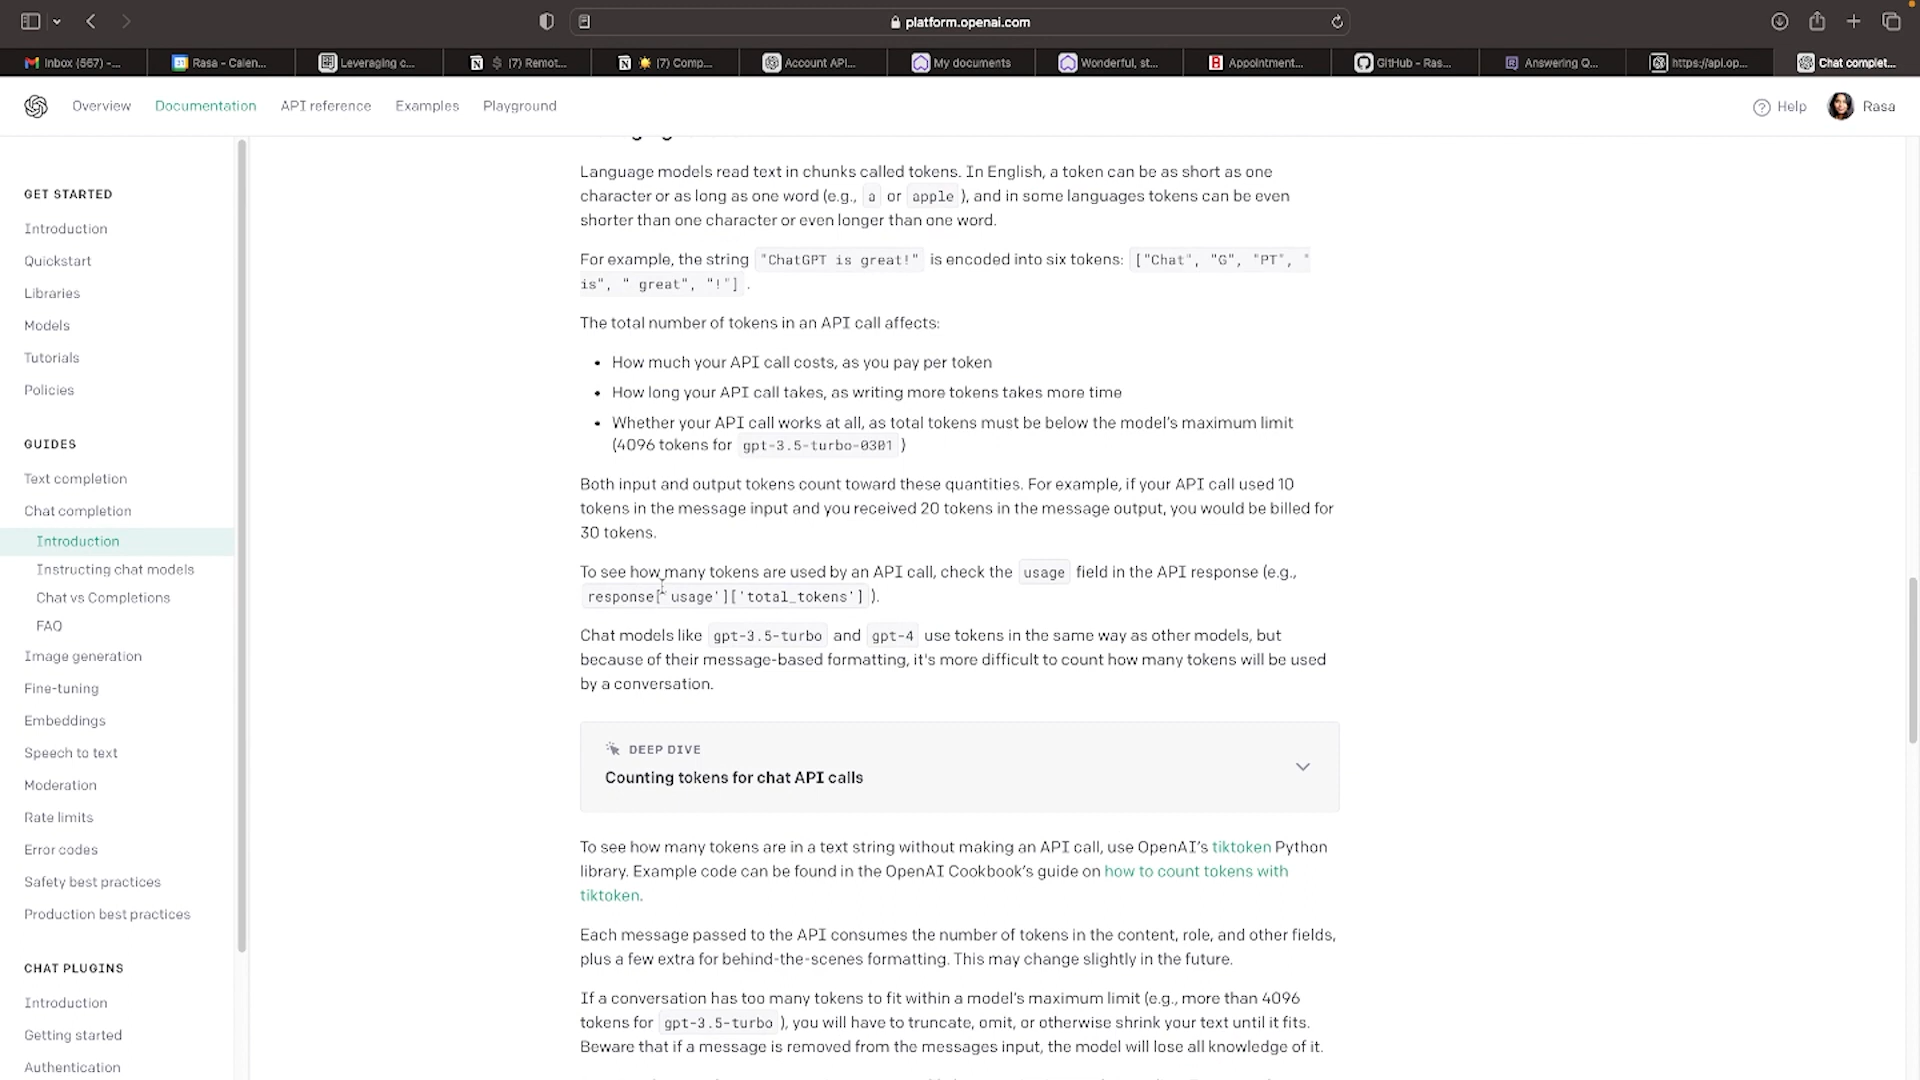 platform.openai.com
Inbox (567) –...
Rasa – Calen...
Leveraging c...
$ (7) Remot...
(7) Comp...
Account API...
My documents
Wonderful, st...
Appointment...
GitHub – Ras...
Answering Q...
https://api.op...
Chat complet...
Overview
Documentation
API reference
Examples
Playground
Help
Rasa
GET STARTED
Introduction
Quickstart
Libraries
Models
Tutorials
Policies
GUIDES
Text completion
Chat completion
Introduction
Instructing chat models
Chat vs Completions
FAQ
Image generation
Fine-tuning
Embeddings
Speech to text
Moderation
Rate limits
Error codes
Safety best practices
Production best practices
CHAT PLUGINS
Introduction
Getting started
Authentication
Language models read text in chunks called tokens. In English, a token can be as short as one
character or as long as one word (e.g., a or apple ), and in some languages tokens can be even
shorter than one character or even longer than one word.
For example, the string "ChatGPT is great!" is encoded into six tokens: ["Chat", "G", "PT", "
is", " great", "!"] .
The total number of tokens in an API call affects:
• How much your API call costs, as you pay per token
• How long your API call takes, as writing more tokens takes more time
• Whether your API call works at all, as total tokens must be below the model's maximum limit
(4096 tokens for gpt-3.5-turbo-0301 )
Both input and output tokens count toward these quantities. For example, if your API call used 10
tokens in the message input and you received 20 tokens in the message output, you would be billed for
30 tokens.
To see how many tokens are used by an API call, check the usage field in the API response (e.g.,
response['usage']['total_tokens'] ).
Chat models like gpt-3.5-turbo and gpt-4 use tokens in the same way as other models, but
because of their message-based formatting, it's more difficult to count how many tokens will be used
by a conversation.
DEEP DIVE
Counting tokens for chat API calls
To see how many tokens are in a text string without making an API call, use OpenAI's tiktoken Python
library. Example code can be found in the OpenAI Cookbook's guide on how to count tokens with
tiktoken.
Each message passed to the API consumes the number of tokens in the content, role, and other fields,
plus a few extra for behind-the-scenes formatting. This may change slightly in the future.
If a conversation has too many tokens to fit within a model's maximum limit (e.g., more than 4096
tokens for gpt-3.5-turbo ), you will have to truncate, omit, or otherwise shrink your text until it fits.
Beware that if a message is removed from the messages input, the model will lose all knowledge of it.